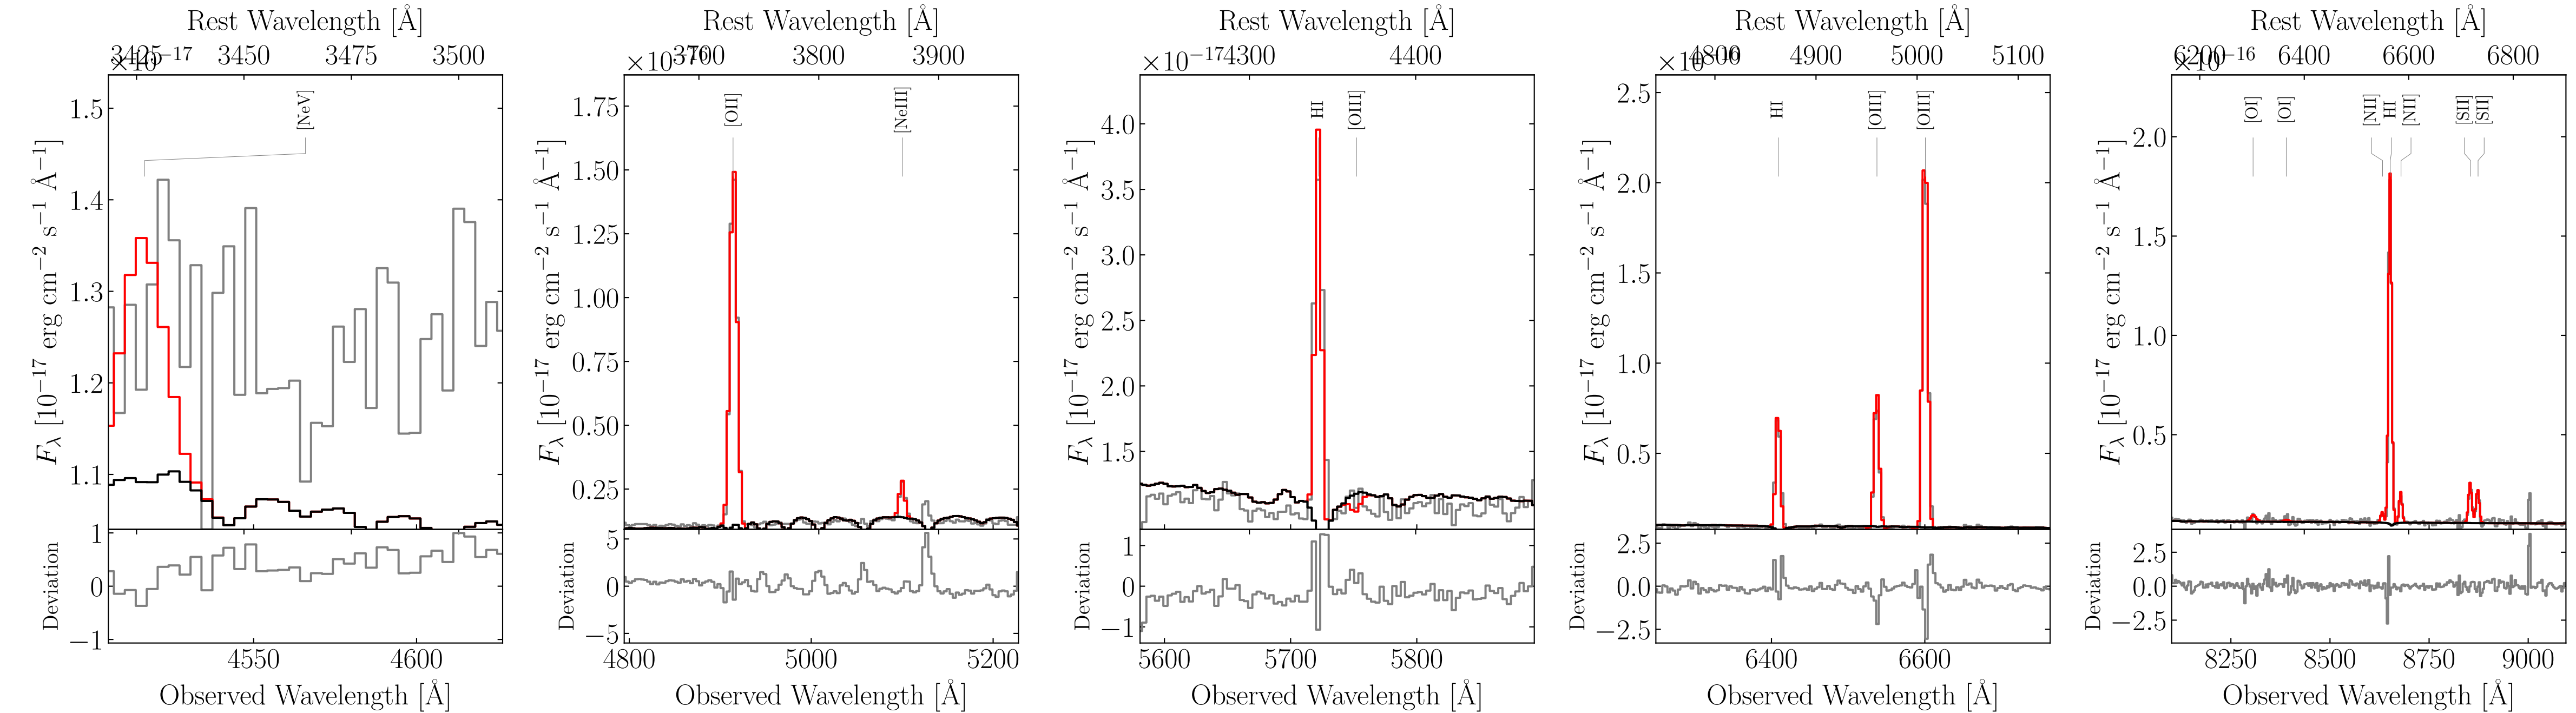 Rest Wavelength [Å] Rest Wavelength [Å] Rest Wavelength [Å] Rest Wavelength [Å] Rest Wavelength [Å]
3425 3450 3475 3500 3800 3900 4300 4400 4900 5000 5100 6200 6400 6600 6800
×10⁻¹⁷
[NeV] [OII] [NeIII] HI [OIII] HI [OIII] [OIII] [OI] [OI] [NII] HI [NII] [SII] [SII]
F_λ [10⁻¹⁷ erg cm⁻² s⁻¹ Å⁻¹]
1.5
1.4
1.3
1.2
1.1
1
F_λ [10⁻¹⁷ erg cm⁻² s⁻¹ Å⁻¹]
1.75
1.50
1.25
1.00
0.75
0.50
0.25
F_λ [10⁻¹⁷ erg cm⁻² s⁻¹ Å⁻¹]
4.0
3.5
3.0
2.5
2.0
1.5
F_λ [10⁻¹⁷ erg cm⁻² s⁻¹ Å⁻¹]
2.5
2.0
1.5
1.0
0.5
F_λ [10⁻¹⁷ erg cm⁻² s⁻¹ Å⁻¹]
2.0
1.5
1.0
0.5
Deviation
1
0
−1
Deviation
5
0
−5
Deviation
1
0
−1
Deviation
2.5
0.0
−2.5
Deviation
2.5
0.0
−2.5
4550 4600 4800 5000 5200 5600 5700 5800 6400 6600 8250 8500 8750 9000
Observed Wavelength [Å] Observed Wavelength [Å] Observed Wavelength [Å] Observed Wavelength [Å] Observed Wavelength [Å]